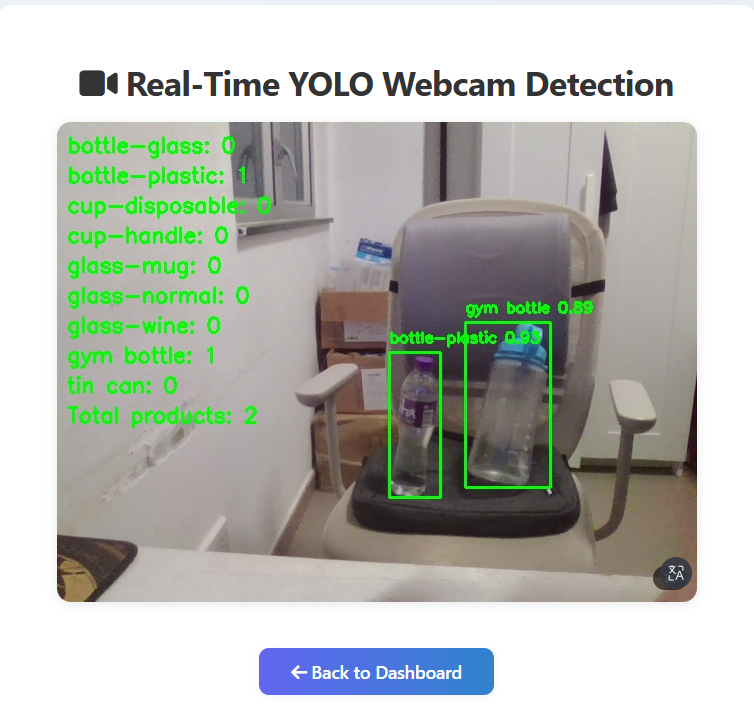 Real-Time YOLO Webcam Detection
bottle-glass: 0
bottle-plastic: 1
cup-disposable: 0
cup-handle: 0
glass-mug: 0
glass-normal: 0
glass-wine: 0
gym bottle: 1
tin can: 0
Total products: 2
gym bottle 0.89
bottle-plastic 0.95
Back to Dashboard